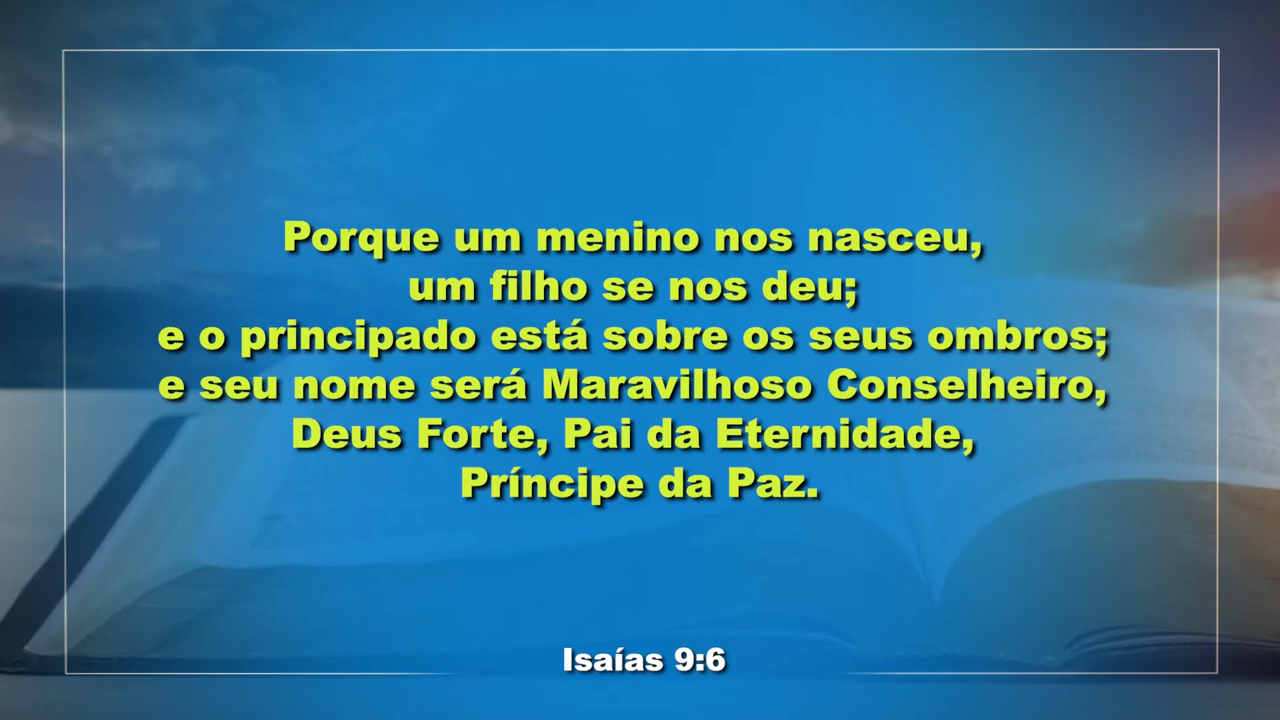 Porque um menino nos nasceu,
um filho se nos deu;
e o principado está sobre os seus ombros;
e seu nome será Maravilhoso Conselheiro,
Deus Forte, Pai da Eternidade,
Príncipe da Paz.
Isaías 9:6